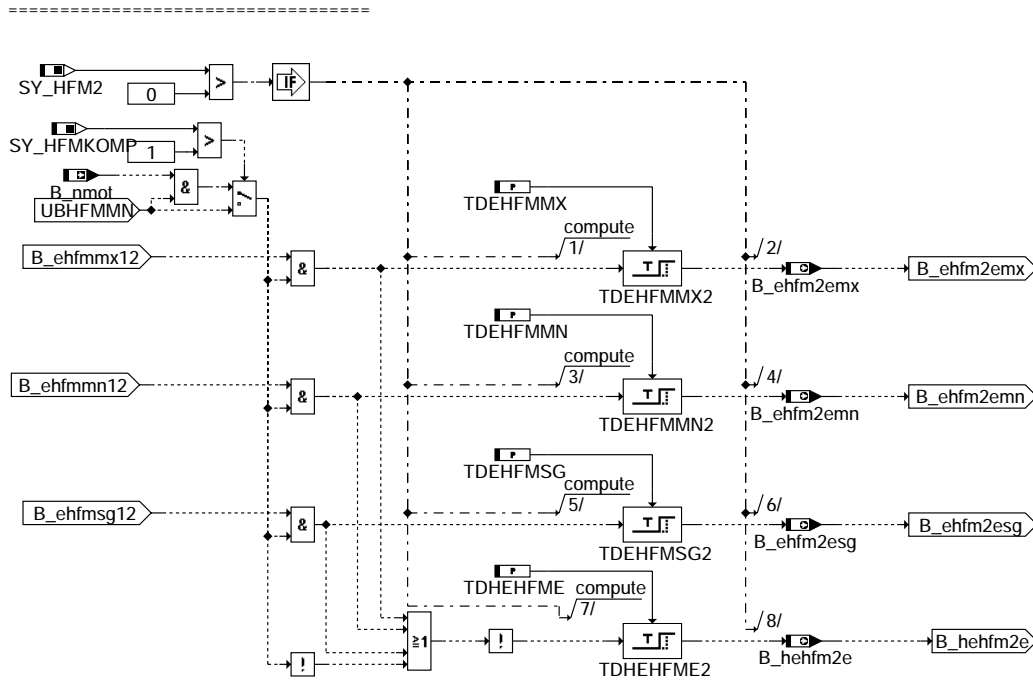 ===================================
SY_HFM2
>
IF
0
SY_HFMKOMP
>
1
B_nmot
&
UBHFMMN
P
TDEHFMMX
compute
1/
2/
B_ehfmmx12
&
T
B_ehfm2emx
B_ehfm2emx
TDEHFMMX2
P
TDEHFMMN
compute
3/
4/
B_ehfmmn12
&
T
B_ehfm2emn
B_ehfm2emn
TDEHFMMN2
P
TDEHFMSG
compute
5/
6/
B_ehfmsg12
&
T
B_ehfm2esg
B_ehfm2esg
TDEHFMSG2
P
TDHEHFME
compute
7/
8/
≥1
!
T
B_hehfm2e
B_hehfm2e
!
TDHEHFME2